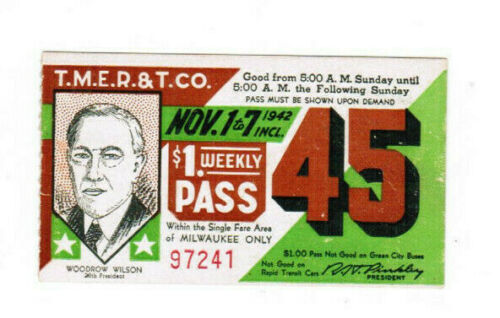 T.M.E.R.&T.CO.
Good from 5:00 A.M. Sunday until
5:00 A.M. the Following Sunday
PASS MUST BE SHOWN UPON DEMAND
NOV. 1 to 7 1942 INCL.
$1. WEEKLY
PASS
45
Within the Single Fare Area
of MILWAUKEE ONLY
97241
WOODROW WILSON
26th President
$1.00 Pass Not Good on Green City Buses
Not Good on
Rapid Transit Cars
PRESIDENT